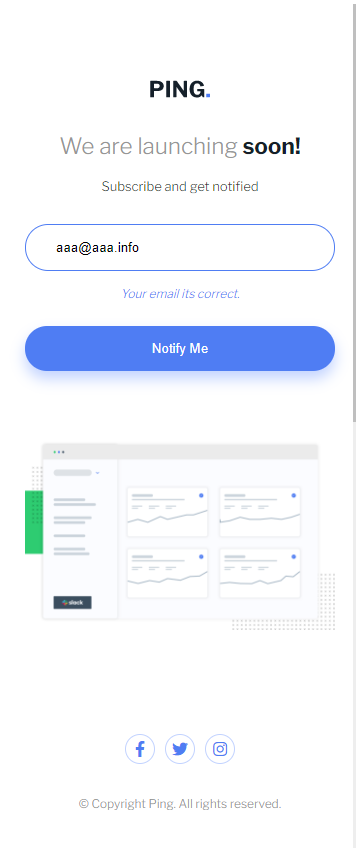 PING.
We are launching soon!
Subscribe and get notified
aaa@aaa.info
Your email its correct.
Notify Me
slack
© Copyright Ping. All rights reserved.